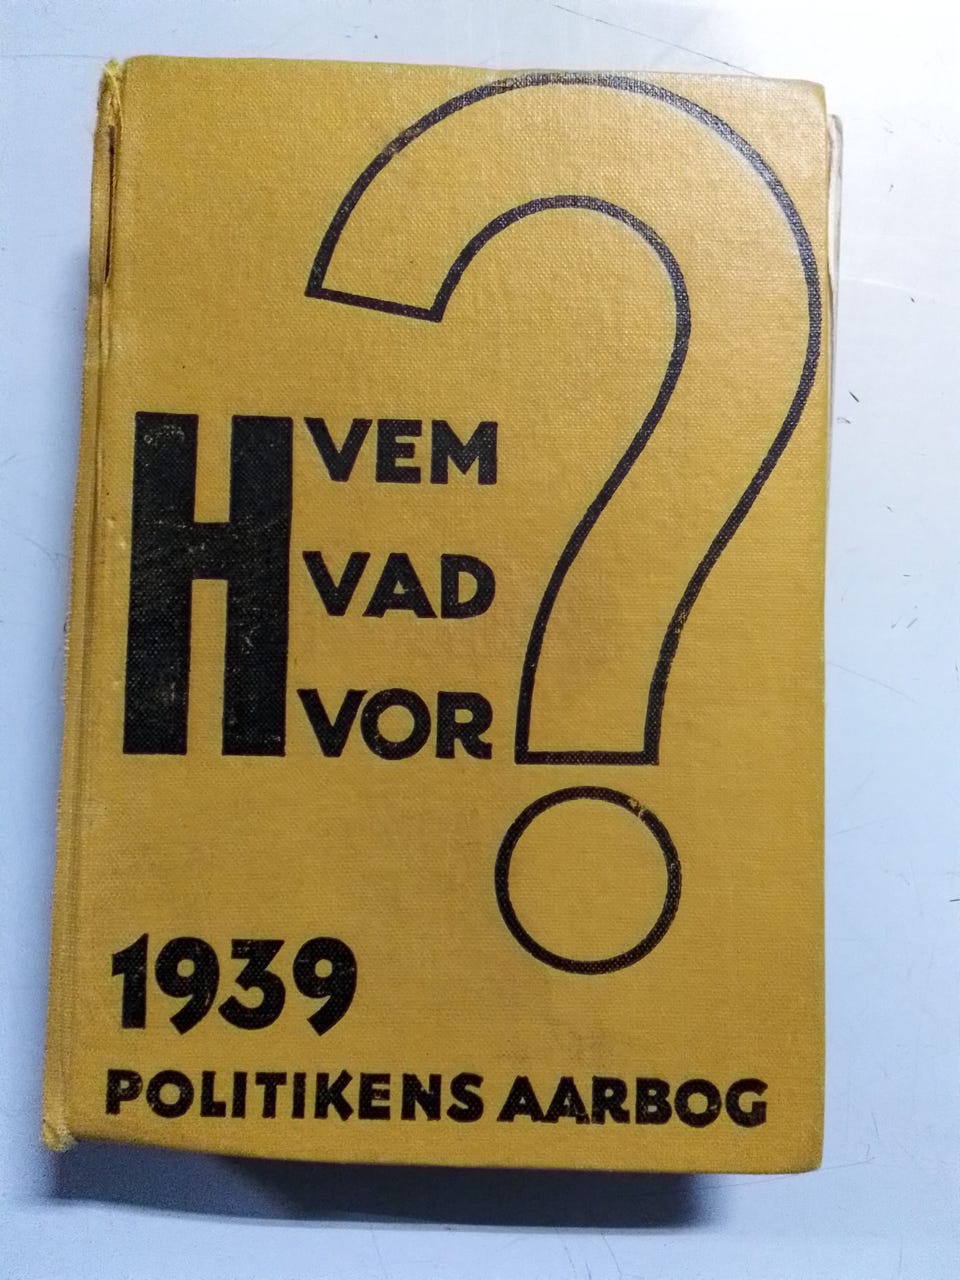 HVEM
HVAD
HVOR
?
1939
POLITIKENS AARBOG